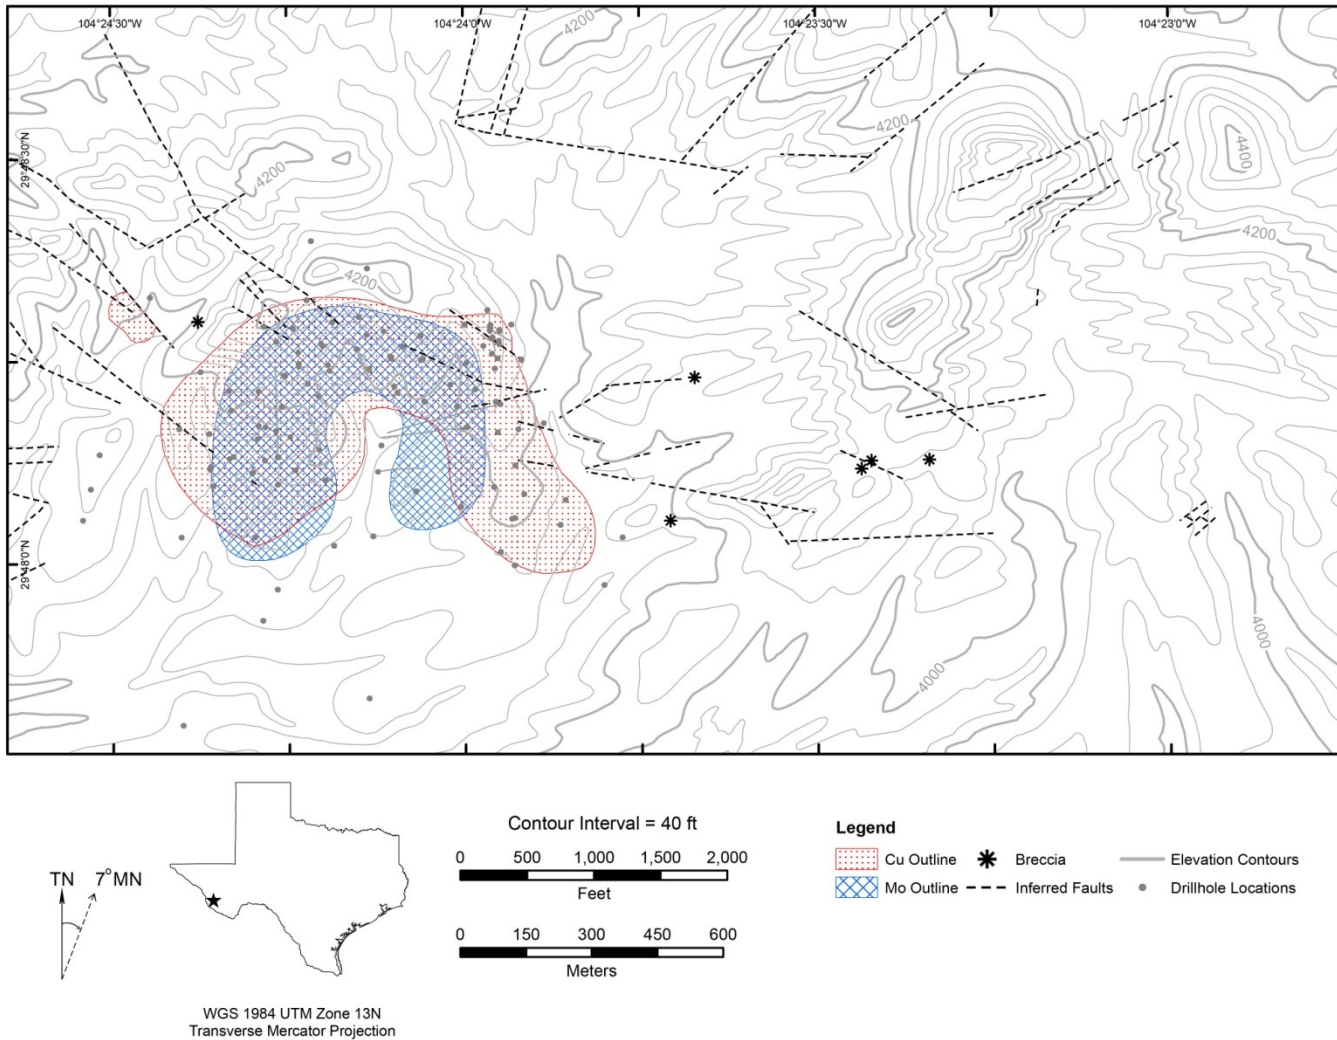 104°24'30"W
104°24'0"W
104°23'30"W
104°23'0"W
4200
4200
4200
4400
4200
4200
29°48'30"N
29°48'0"N
4000
4000
TN
7°MN
WGS 1984 UTM Zone 13N
Transverse Mercator Projection
Contour Interval = 40 ft
0 500 1,000 1,500 2,000
Feet
0 150 300 450 600
Meters
Legend
Cu Outline
Breccia
Elevation Contours
Mo Outline
Inferred Faults
Drillhole Locations